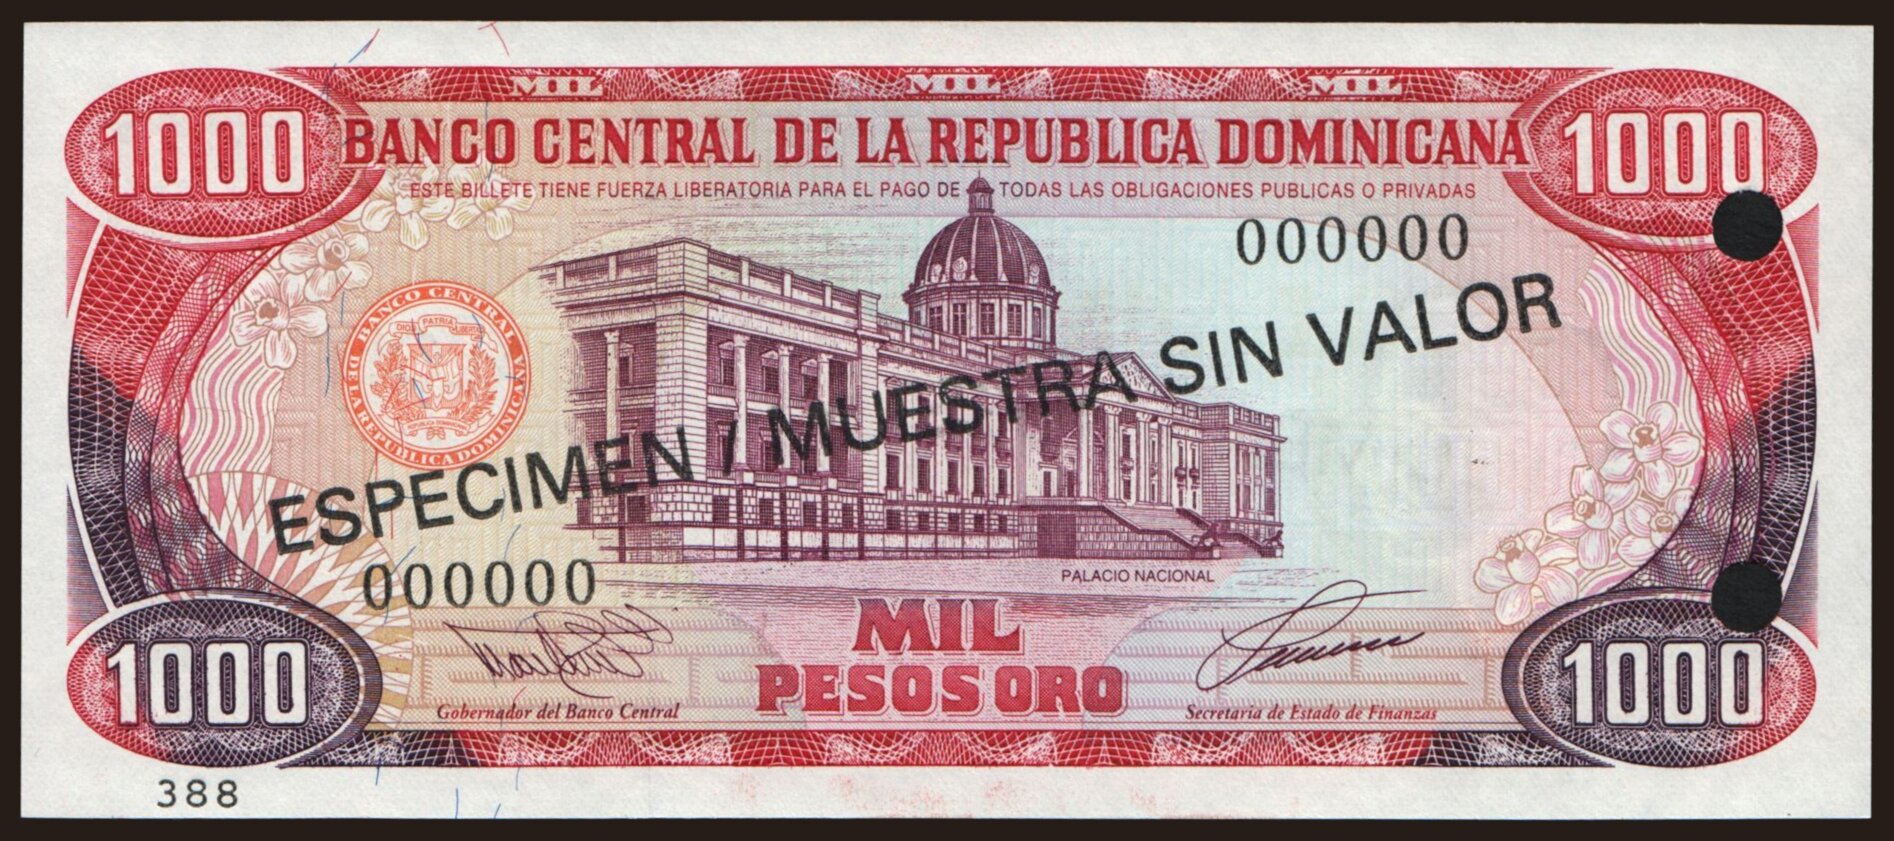 MIL MIL MIL
1000 BANCO CENTRAL DE LA REPUBLICA DOMINICANA 1000
ESTE BILLETE TIENE FUERZA LIBERATORIA PARA EL PAGO DE TODAS LAS OBLIGACIONES PUBLICAS O PRIVADAS
000000
BANCO CENTRAL
DE LA REPUBLICA DOMINICANA
DIOS PATRIA LIBERTAD
REPUBLICA DOMINICANA
ESPECIMEN / MUESTRA SIN VALOR
PALACIO NACIONAL
000000
MIL
PESOS ORO
1000 1000
Gobernador del Banco Central
Secretaria de Estado de Finanzas
388